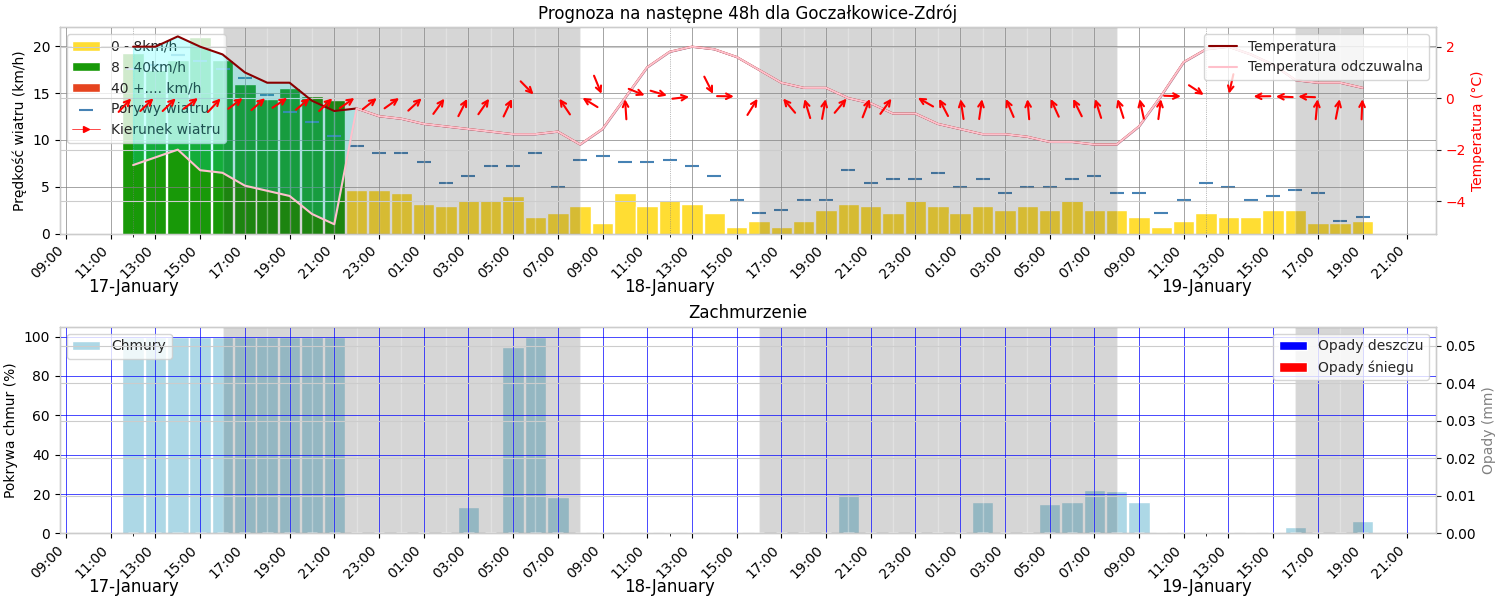 Prognoza na następne 48h dla Goczałkowice-Zdrój
Prędkość wiatru (km/h)
20
15
10
5
0
0 - 8km/h
8 - 40km/h
40 +.... km/h
Porywy wiatru
Kierunek wiatru
Temperatura
Temperatura odczuwalna
2
0
−2
−4
Temperatura (°C)
09:00 11:00 13:00 15:00 17:00 19:00 21:00 23:00 01:00 03:00 05:00 07:00 09:00 11:00 13:00 15:00 17:00 19:00 21:00 23:00 01:00 03:00 05:00 07:00 09:00 11:00 13:00 15:00 17:00 19:00 21:00
17-January 18-January 19-January
Zachmurzenie
Pokrywa chmur (%)
100
80
60
40
20
0
Chmury
Opady deszczu
Opady śniegu
0.05
0.04
0.03
0.02
0.01
0.00
Opady (mm)
09:00 11:00 13:00 15:00 17:00 19:00 21:00 23:00 01:00 03:00 05:00 07:00 09:00 11:00 13:00 15:00 17:00 19:00 21:00 23:00 01:00 03:00 05:00 07:00 09:00 11:00 13:00 15:00 17:00 19:00 21:00
17-January 18-January 19-January